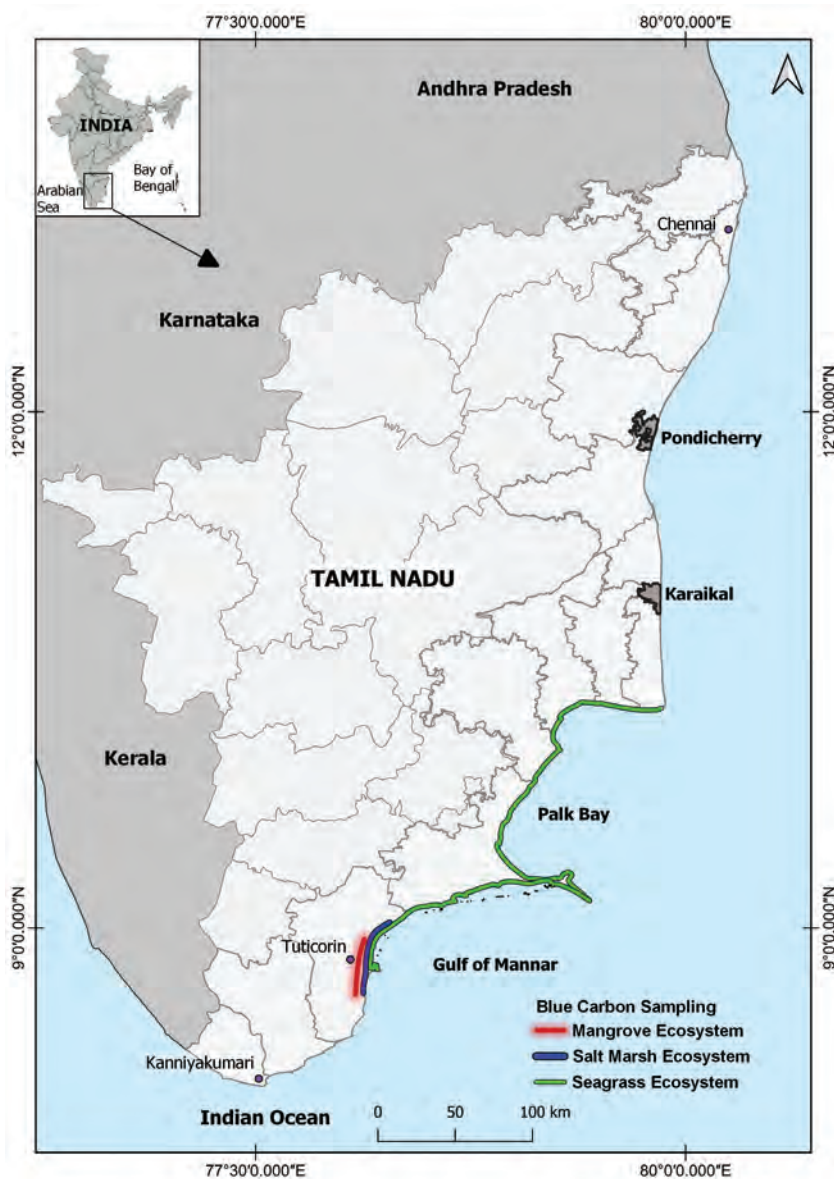 77°30'0.000"E
80°0'0.000"E
INDIA
Bay of
Bengal
Arabian
Sea
Andhra Pradesh
Chennai
Karnataka
12°0'0.000"N
12°0'0.000"N
Pondicherry
TAMIL NADU
Karaikal
Kerala
Palk Bay
9°0'0.000"N
9°0'0.000"N
Tuticorin
Gulf of Mannar
Blue Carbon Sampling
Mangrove Ecosystem
Salt Marsh Ecosystem
Seagrass Ecosystem
Kanniyakumari
Indian Ocean
0 50 100 km
77°30'0.000"E
80°0'0.000"E